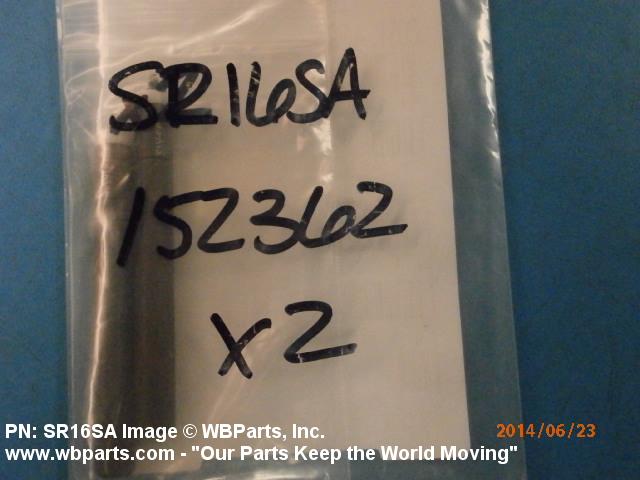 SR16SA
152362
x2
PN: SR16SA Image © WBParts, Inc.
2014/06/23
www.wbparts.com - "Our Parts Keep the World Moving"